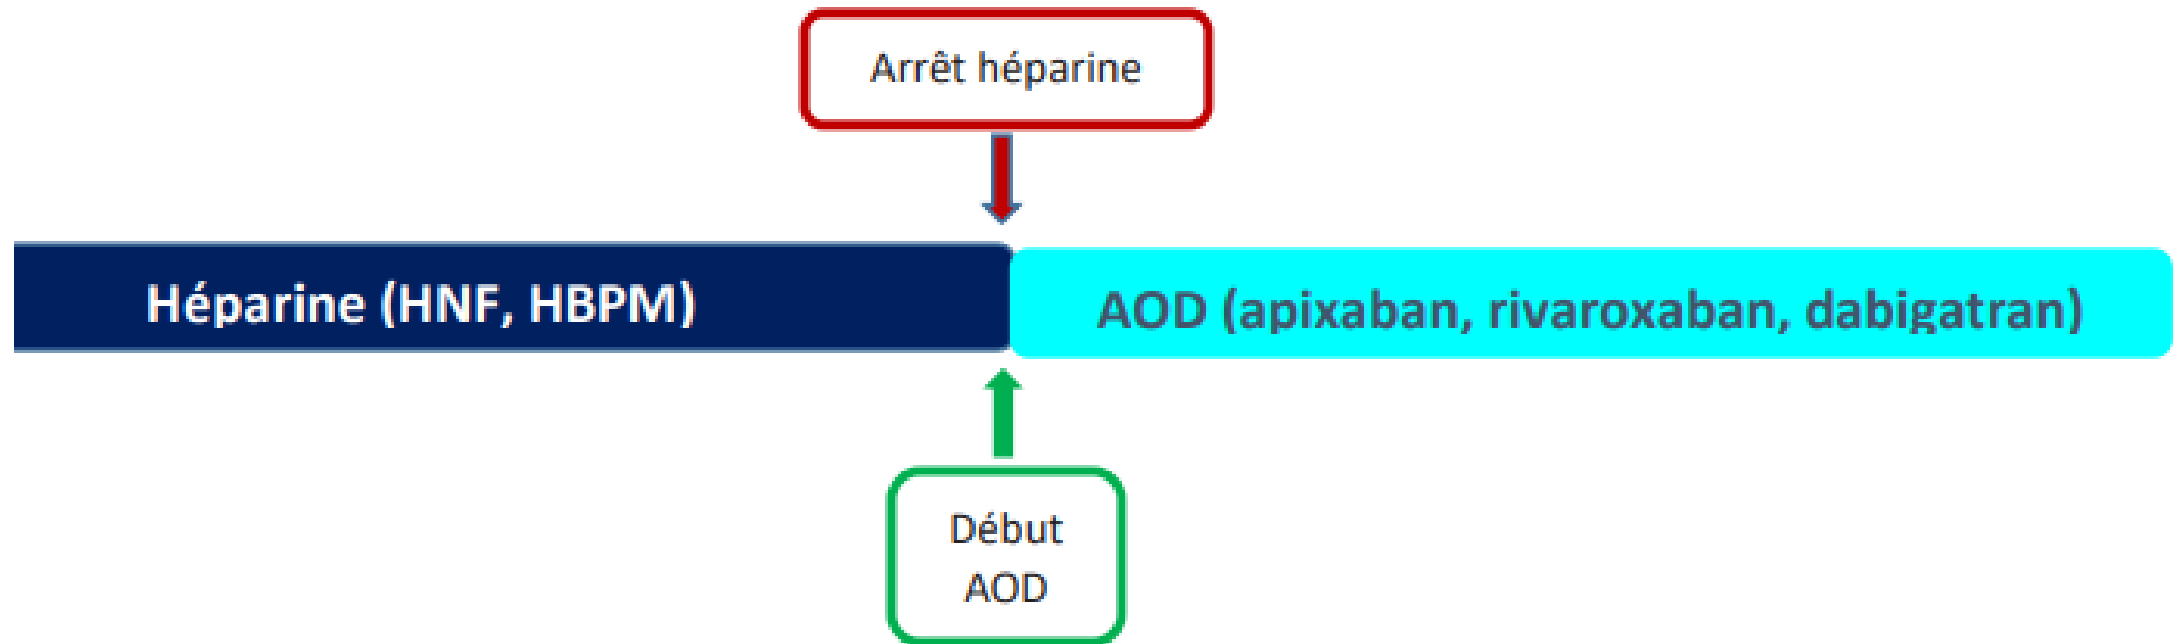 Arrêt héparine
Héparine (HNF, HBPM)
AOD (apixaban, rivaroxaban, dabigatran)
Début
AOD